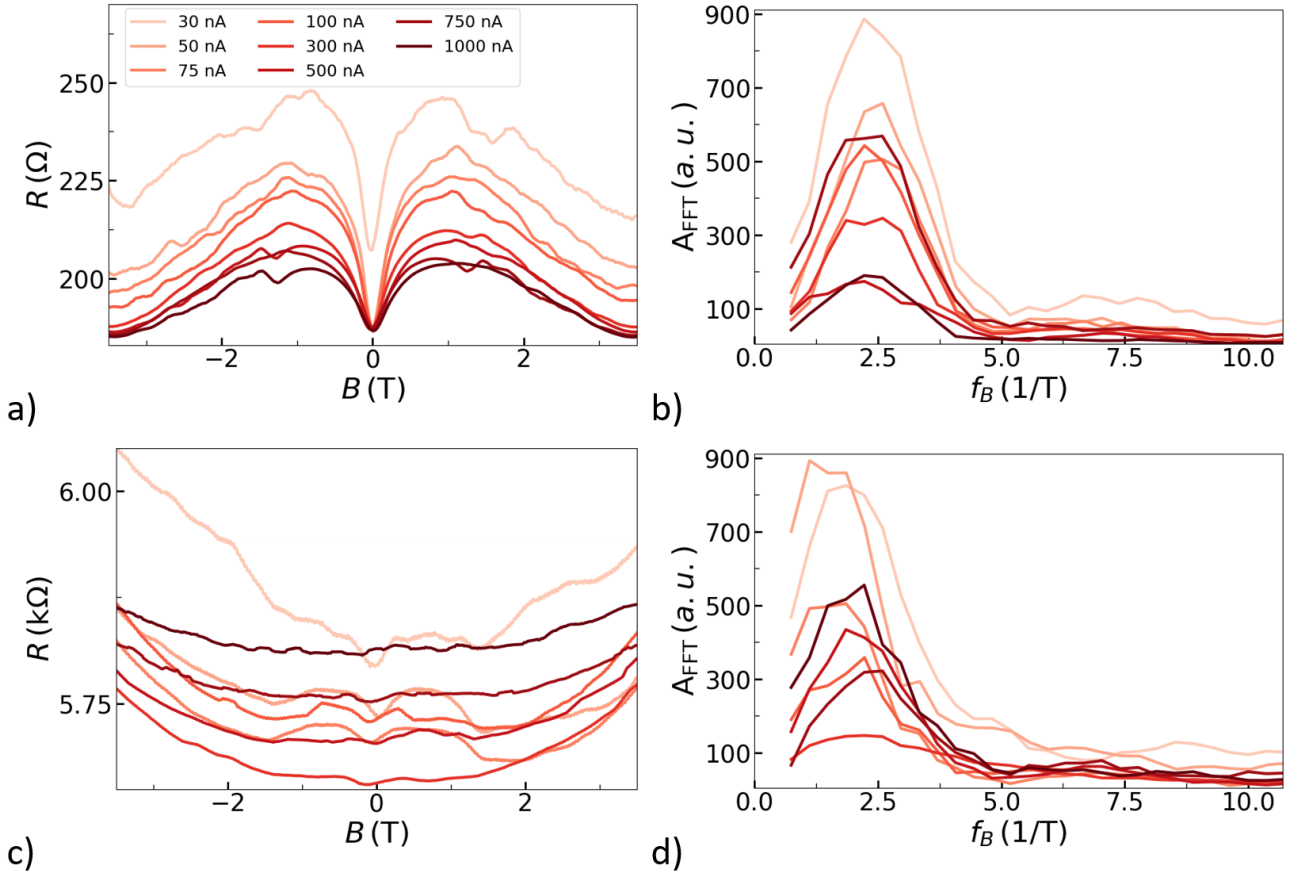 30 nA 100 nA 750 nA
50 nA 300 nA 1000 nA
75 nA 500 nA
250
225
200
R (Ω)
−2 0 2
B (T)
a)
900
700
500
300
100
A_FFT (a. u.)
0.0 2.5 5.0 7.5 10.0
f_B (1/T)
b)
6.00
5.75
R (kΩ)
−2 0 2
B (T)
c)
900
700
500
300
100
A_FFT (a. u.)
0.0 2.5 5.0 7.5 10.0
f_B (1/T)
d)